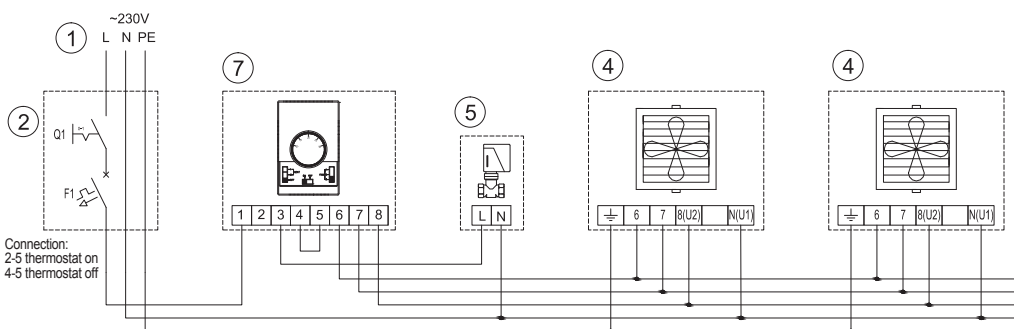 ~230V
1
L N PE
7
4
4
2
5
Q1
F1
1 2 3 4 5 6 7 8
L N
6 7 8(U2) N(U1)
6 7 8(U2) N(U1)
Connection:
2-5 thermostat on
4-5 thermostat off